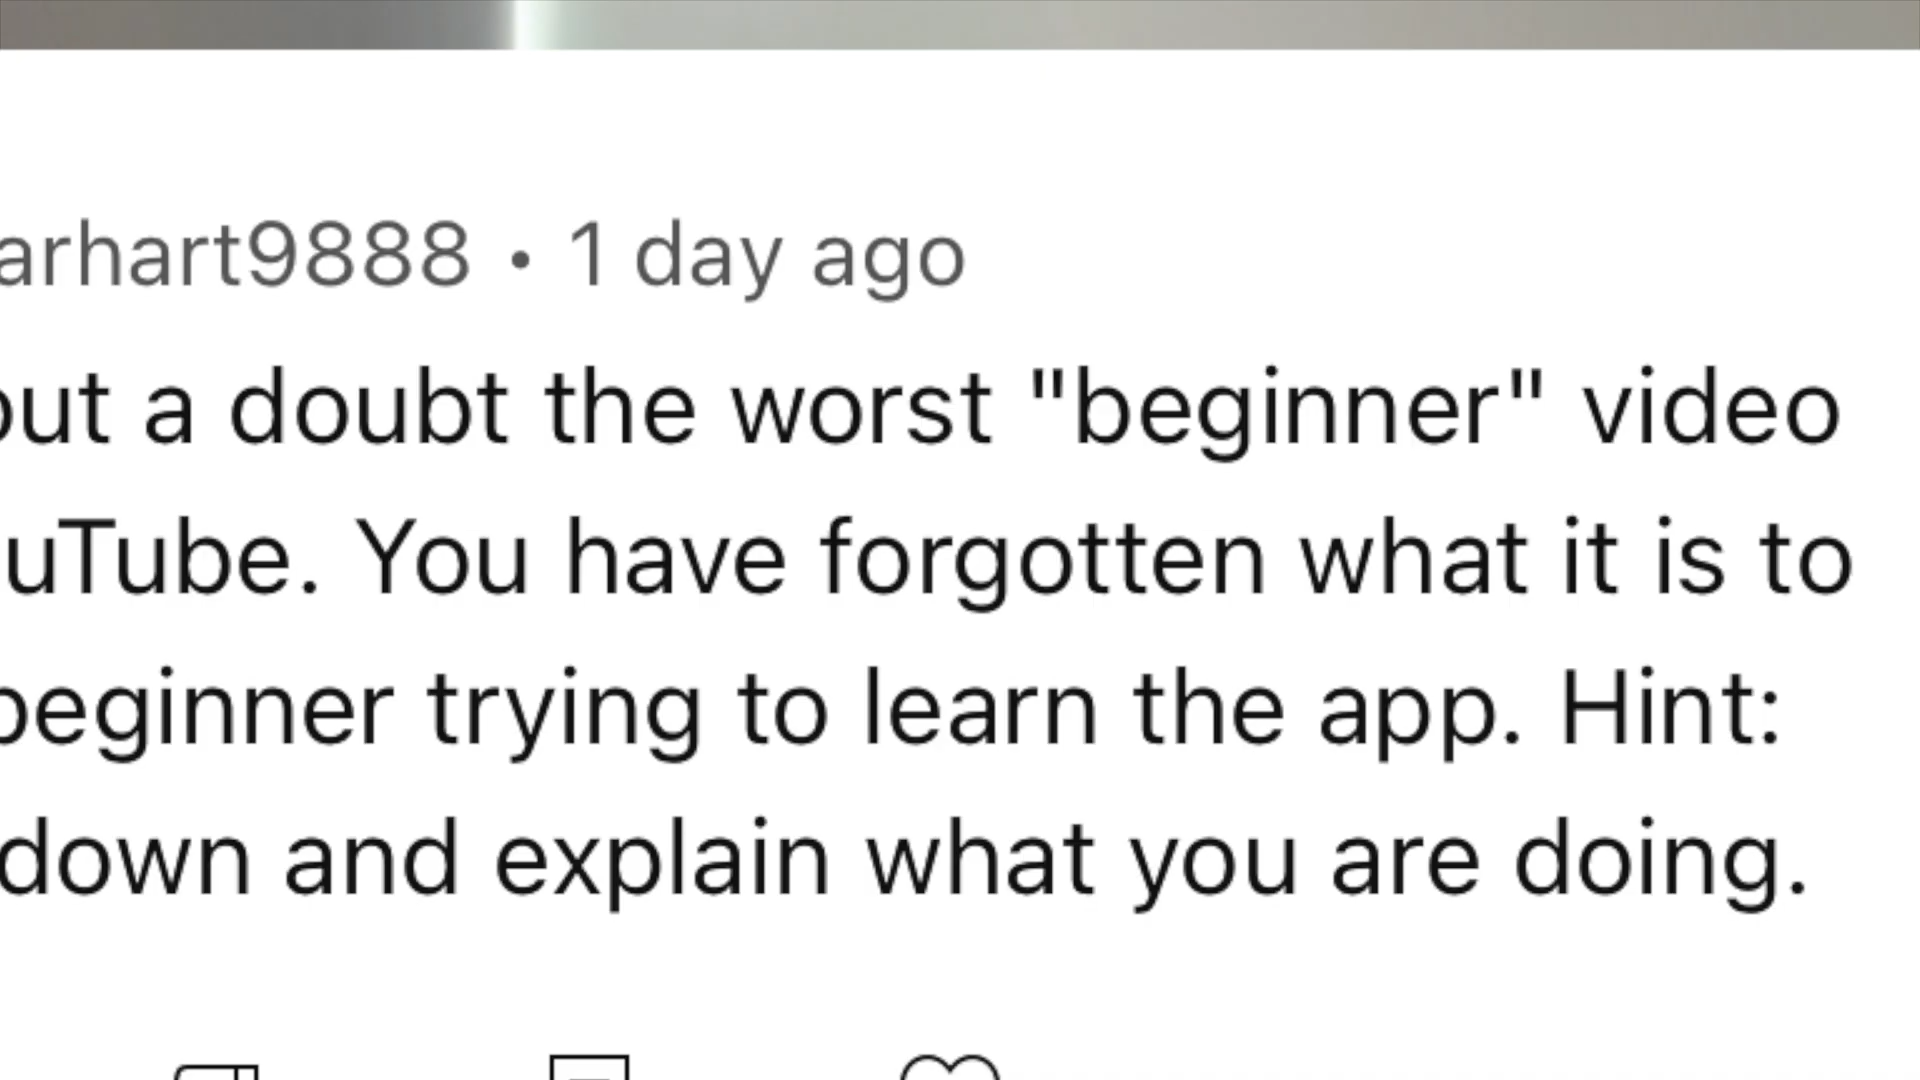 arhart9888 • 1 day ago
out a doubt the worst "beginner" video
uTube. You have forgotten what it is to
beginner trying to learn the app. Hint:
down and explain what you are doing.